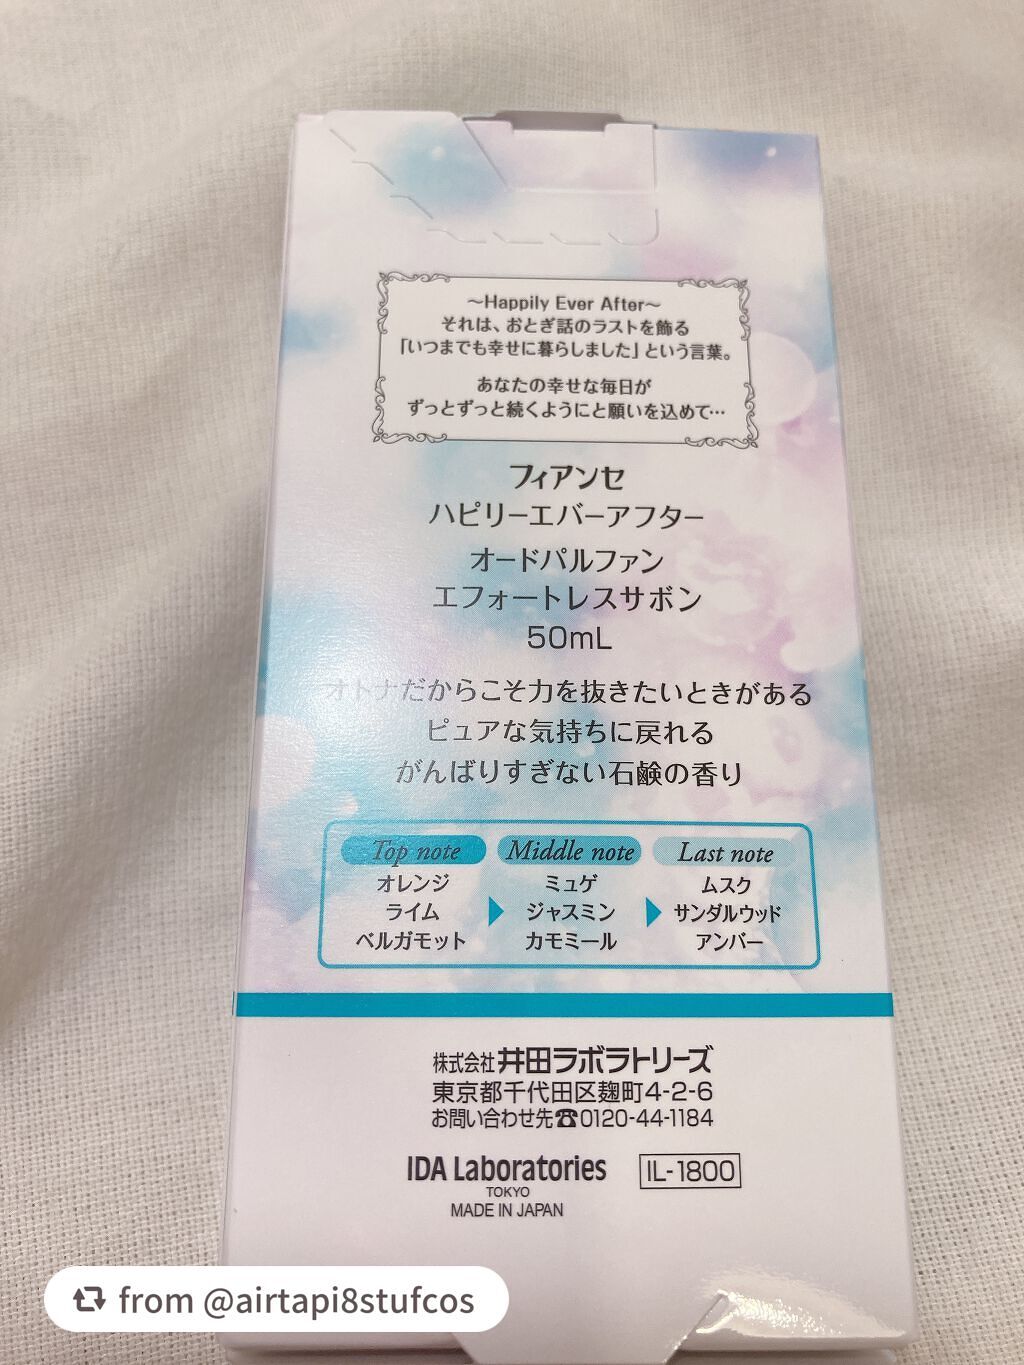 ～Happily Ever After～
それは、おとぎ話のラストを飾る
「いつまでも幸せに暮らしました」という言葉。
あなたの幸せな毎日が
ずっとずっと続くようにと願いを込めて…
フィアンセ
ハピリーエバーアフター
オードパルファン
エフォートレスサボン
50mL
オトナだからこそ力を抜きたいときがある
ピュアな気持ちに戻れる
がんばりすぎない石鹸の香り
Top note Middle note Last note
オレンジ ミュゲ ムスク
ライム ジャスミン サンダルウッド
ベルガモット カモミール アンバー
株式会社井田ラボラトリーズ
東京都千代田区麹町4-2-6
お問い合わせ先☎0120-44-1184
IDA Laboratories IL-1800
TOKYO
MADE IN JAPAN
from @airtapi8stufcos